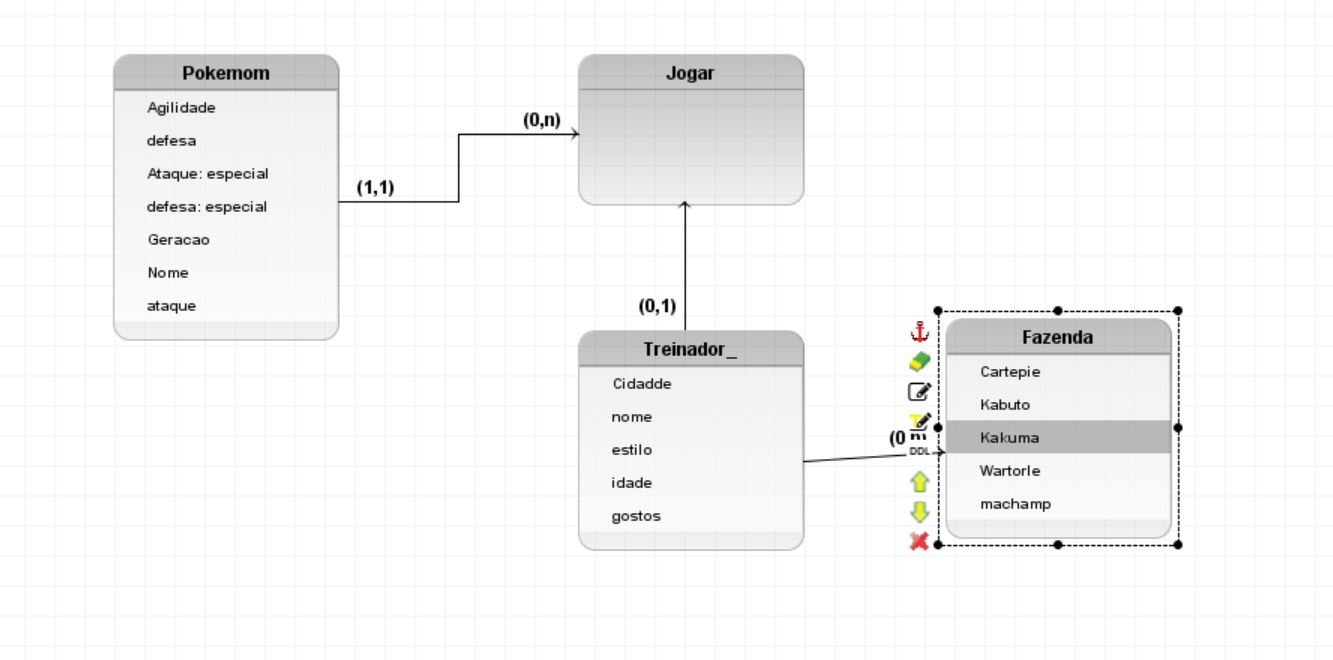 Pokemom
Agilidade
defesa
Ataque: especial
defesa: especial
Geracao
Nome
ataque
(1,1)
(0,n)
Jogar
(0,1)
Treinador_
Cidadde
nome
estilo
idade
gostos
(0
DDL
Fazenda
Cartepie
Kabuto
Kakuma
Wartorle
machamp